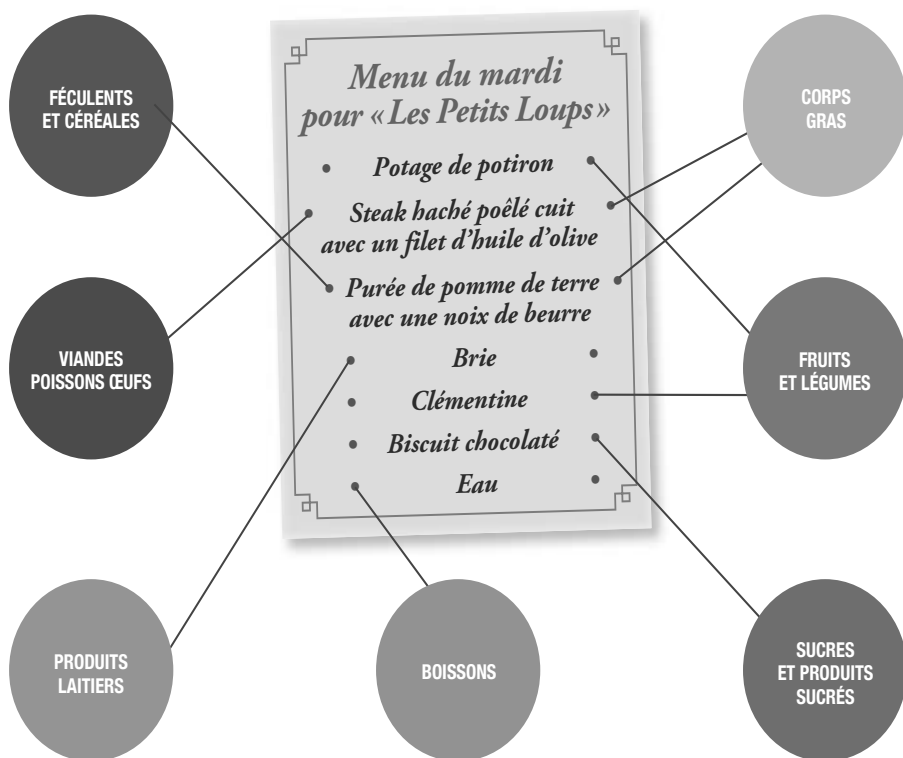 FÉCULENTS
ET CÉRÉALES
Menu du mardi
pour « Les Petits Loups »
CORPS
GRAS
Potage de potiron
Steak haché poêlé cuit
avec un filet d’huile d’olive
Purée de pomme de terre
avec une noix de beurre
VIANDES
POISSONS ŒUFS
Brie
Clémentine
Biscuit chocolaté
Eau
FRUITS
ET LÉGUMES
PRODUITS
LAITIERS
BOISSONS
SUCRES
ET PRODUITS
SUCRÉS